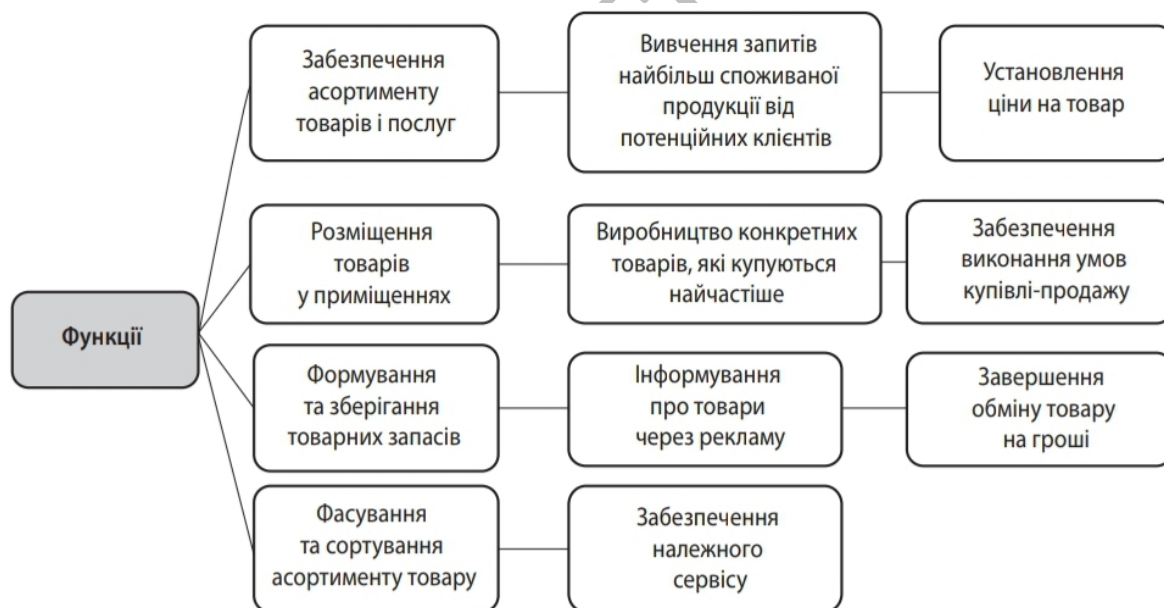 Забезпечення
асортименту
товарів і послуг
Вивчення запитів
найбільш споживаної
продукції від
потенційних клієнтів
Установлення
ціни на товар
Розміщення
товарів
у приміщеннях
Виробництво конкретних
товарів, які купуються
найчастіше
Забезпечення
виконання умов
купівлі-продажу
Функції
Формування
та зберігання
товарних запасів
Інформування
про товари
через рекламу
Завершення
обміну товару
на гроші
Фасування
та сортування
асортименту товару
Забезпечення
належного
сервісу